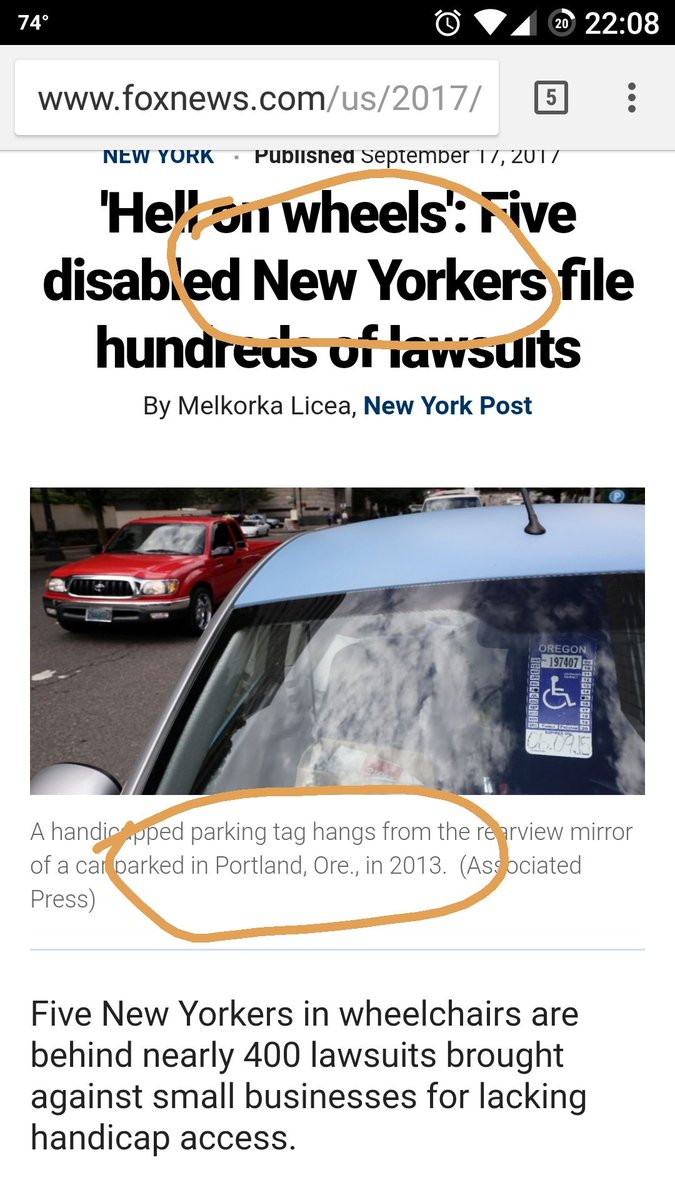 74°
20
22:08
www.foxnews.com/us/2017/
5
NEW YORK · Published September 17, 2017
'Hell on wheels': Five
disabled New Yorkers file
hundreds of lawsuits
By Melkorka Licea, New York Post
P
OREGON
197407
A handicapped parking tag hangs from the rearview mirror
of a car parked in Portland, Ore., in 2013. (Associated
Press)
Five New Yorkers in wheelchairs are
behind nearly 400 lawsuits brought
against small businesses for lacking
handicap access.